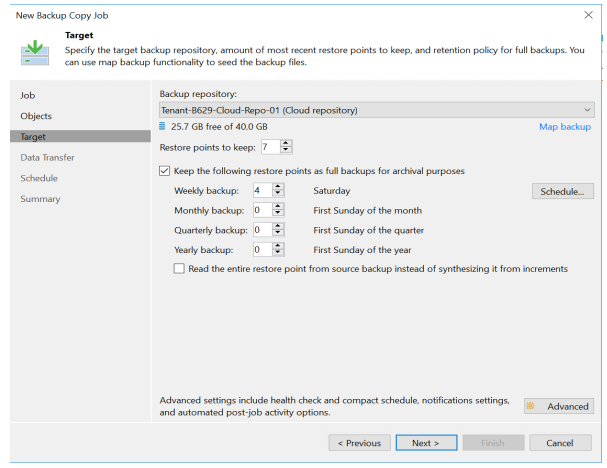 New Backup Copy Job
Target
Specify the target backup repository, amount of most recent restore points to keep, and retention policy for full backups. You
can use map backup functionality to seed the backup files.
Job
Objects
Target
Data Transfer
Schedule
Summary
Backup repository:
Tenant-B629-Cloud-Repo-01 (Cloud repository)
25.7 GB free of 40.0 GB Map backup
Restore points to keep: 7
Keep the following restore points as full backups for archival purposes
Weekly backup: 4 Saturday Schedule...
Monthly backup: 0 First Sunday of the month
Quarterly backup: 0 First Sunday of the quarter
Yearly backup: 0 First Sunday of the year
Read the entire restore point from source backup instead of synthesizing it from increments
Advanced settings include health check and compact schedule, notifications settings,
and automated post-job activity options.
Advanced
< Previous Next > Finish Cancel